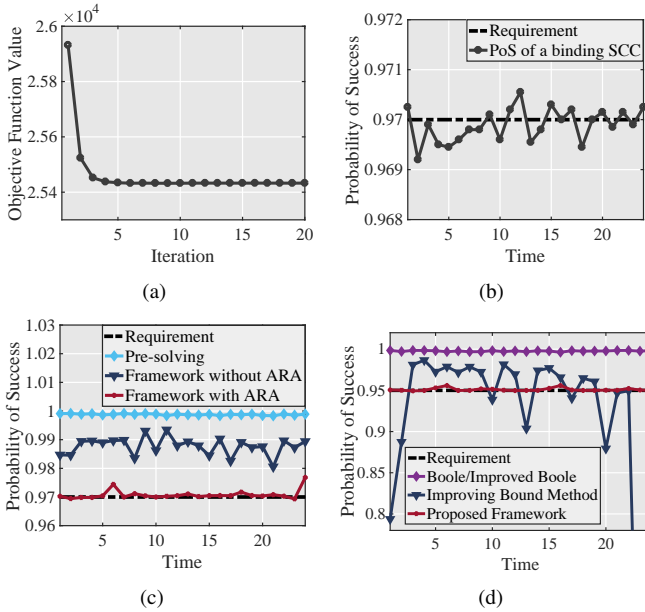 ×10⁴
2.6
2.58
2.56
2.54
5
10
15
20
Objective Function Value
Iteration
(a)
0.972
0.971
0.97
0.969
0.968
5
10
15
20
Probability of Success
Time
Requirement
PoS of a binding SCC
(b)
1.03
1.02
1.01
1
0.99
0.98
0.97
0.96
5
10
15
20
Probability of Success
Time
Requirement
Pre-solving
Framework without ARA
Framework with ARA
(c)
1
0.95
0.9
0.85
0.8
5
10
15
20
Probability of Success
Time
Requirement
Boole/Improved Boole
Improving Bound Method
Proposed Framework
(d)